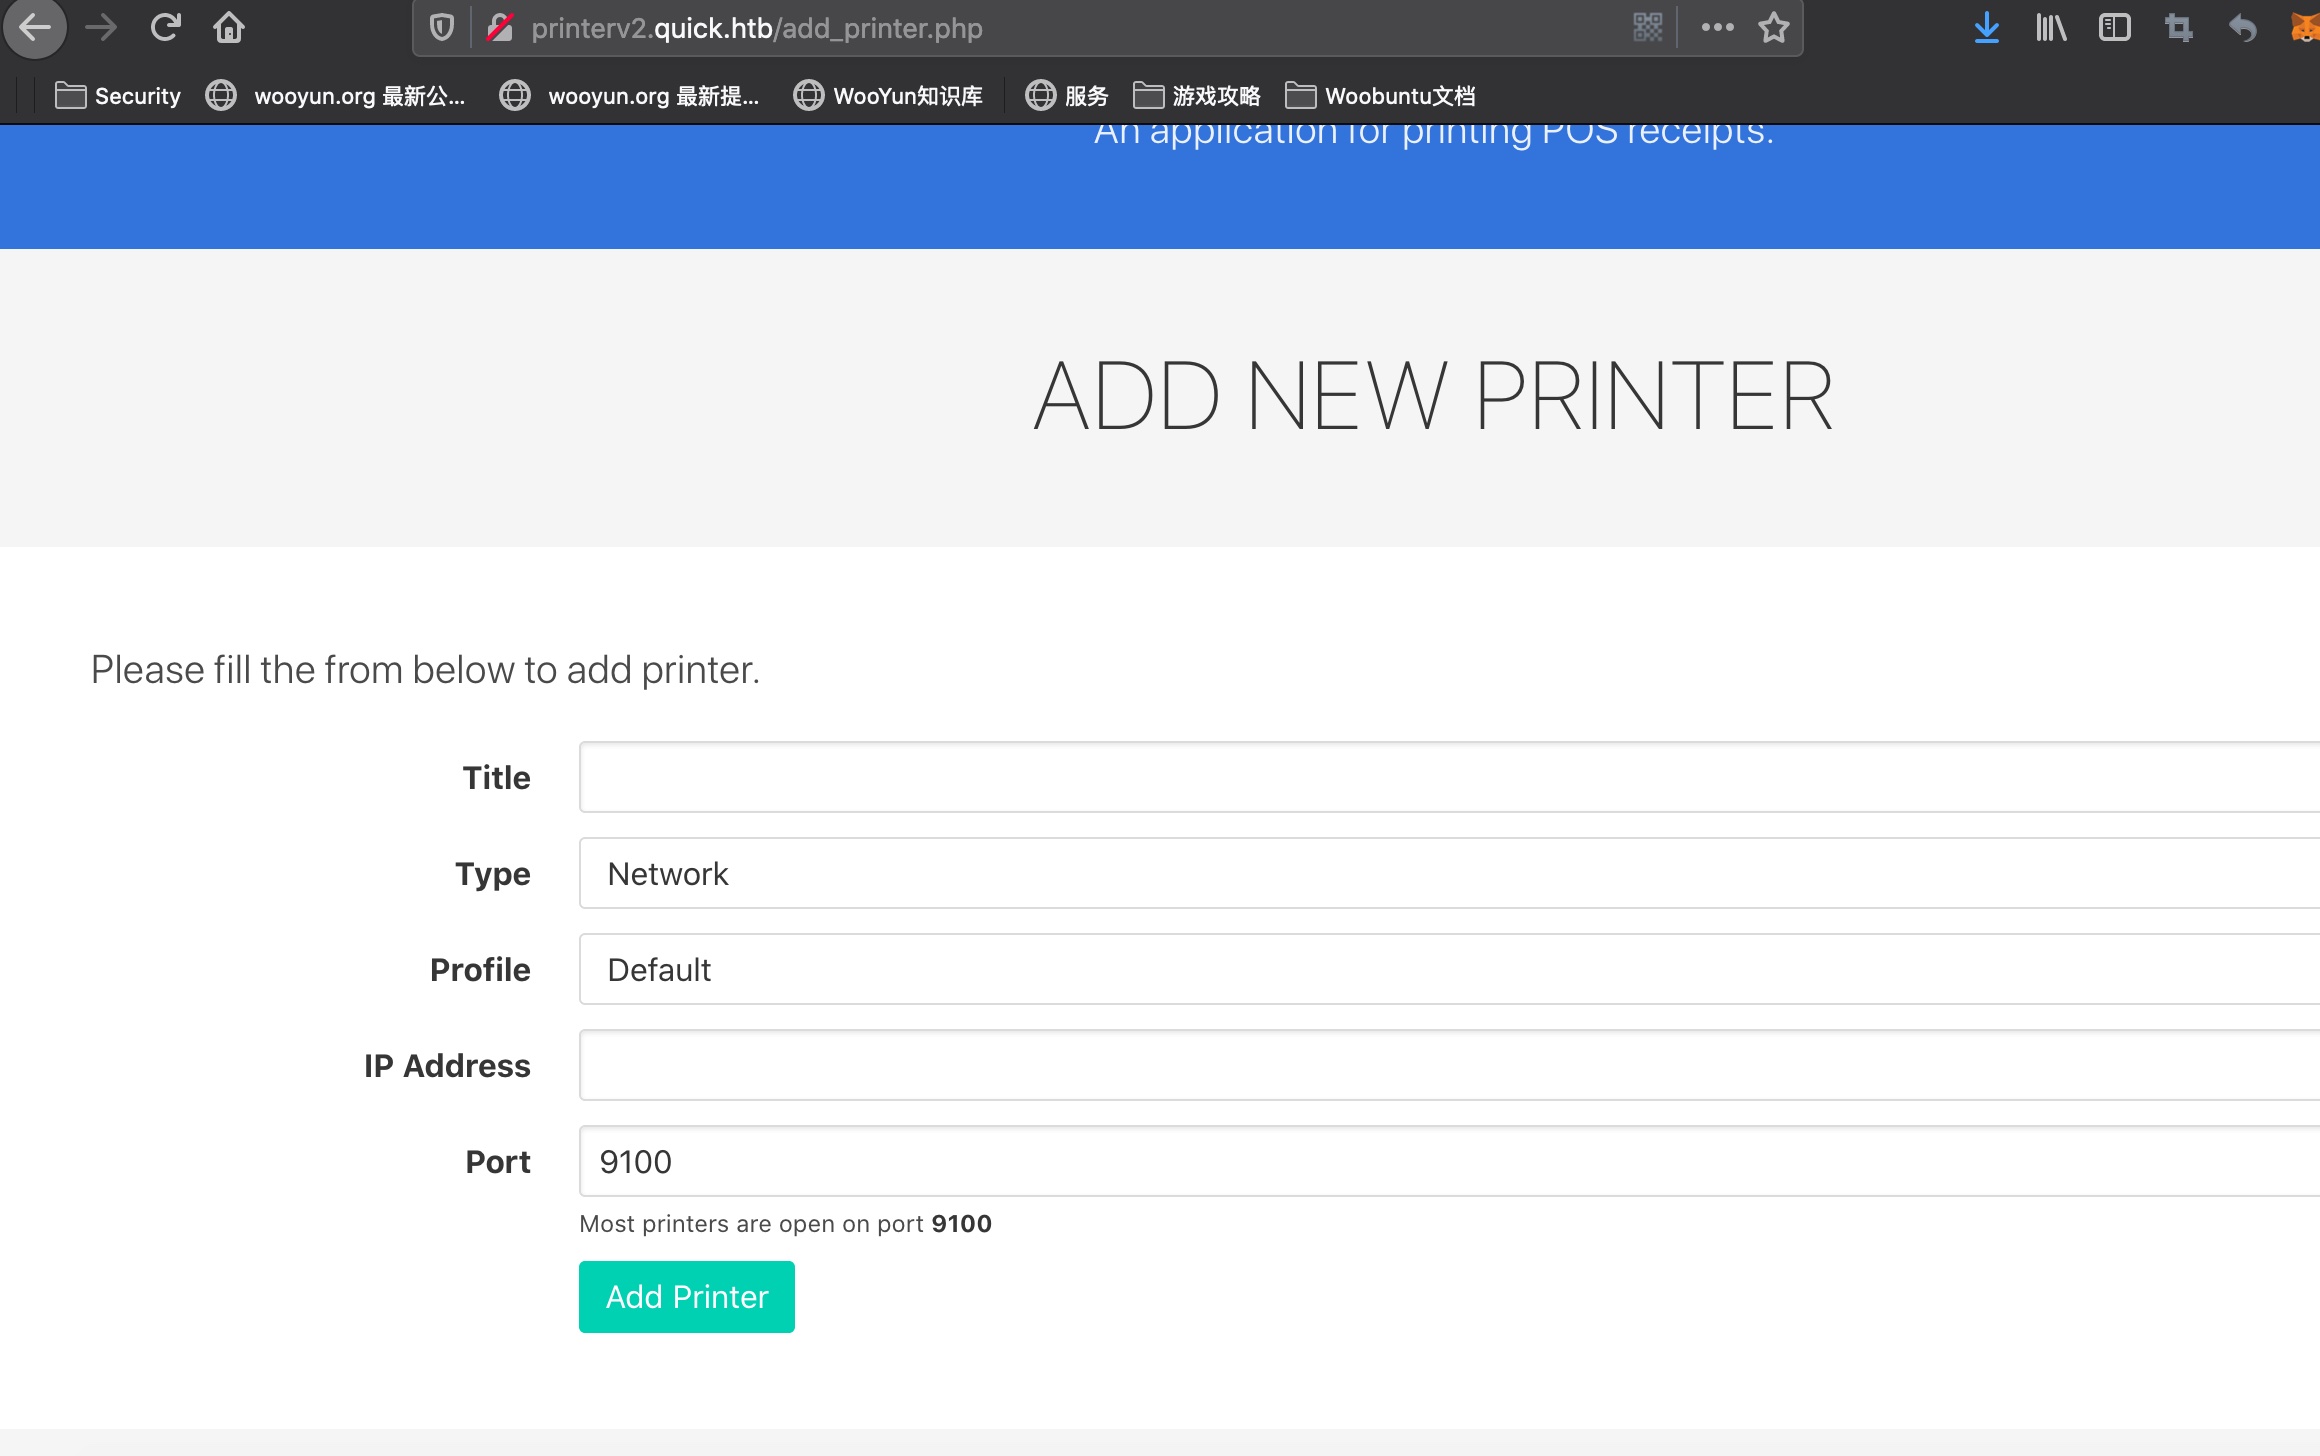 printerv2.quick.htb/add_printer.php
Security wooyun.org 最新公... wooyun.org 最新提... WooYun知识库 服务 游戏攻略 Woobuntu文档
An application for printing POS receipts.
ADD NEW PRINTER
Please fill the from below to add printer.
Title
Type Network
Profile Default
IP Address
Port 9100
Most printers are open on port 9100
Add Printer